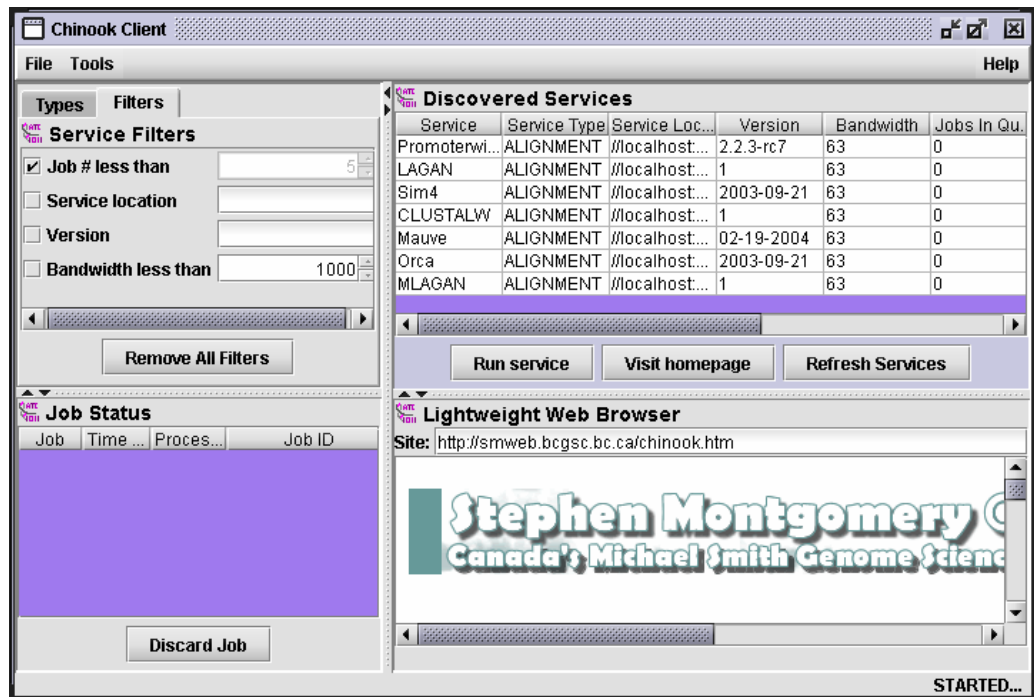 Chinook Client
File Tools Help
Types Filters
Service Filters
Job # less than 5
Service location
Version
Bandwidth less than 1000
Remove All Filters
Discovered Services
Service Service Type Service Loc... Version Bandwidth Jobs In Qu.
Promoterwi... ALIGNMENT //localhost:... 2.2.3-rc7 63 0
LAGAN ALIGNMENT //localhost:... 1 63 0
Sim4 ALIGNMENT //localhost:... 2003-09-21 63 0
CLUSTALW ALIGNMENT //localhost:... 1 63 0
Mauve ALIGNMENT //localhost:... 02-19-2004 63 0
Orca ALIGNMENT //localhost:... 2003-09-21 63 0
MLAGAN ALIGNMENT //localhost:... 1 63 0
Run service Visit homepage Refresh Services
Job Status
Job Time ... Proces... Job ID
Discard Job
Lightweight Web Browser
Site: http://smweb.bcgsc.bc.ca/chinook.htm
Stephen Montgomery
Canada's Michael Smith Genome Scienc
STARTED...